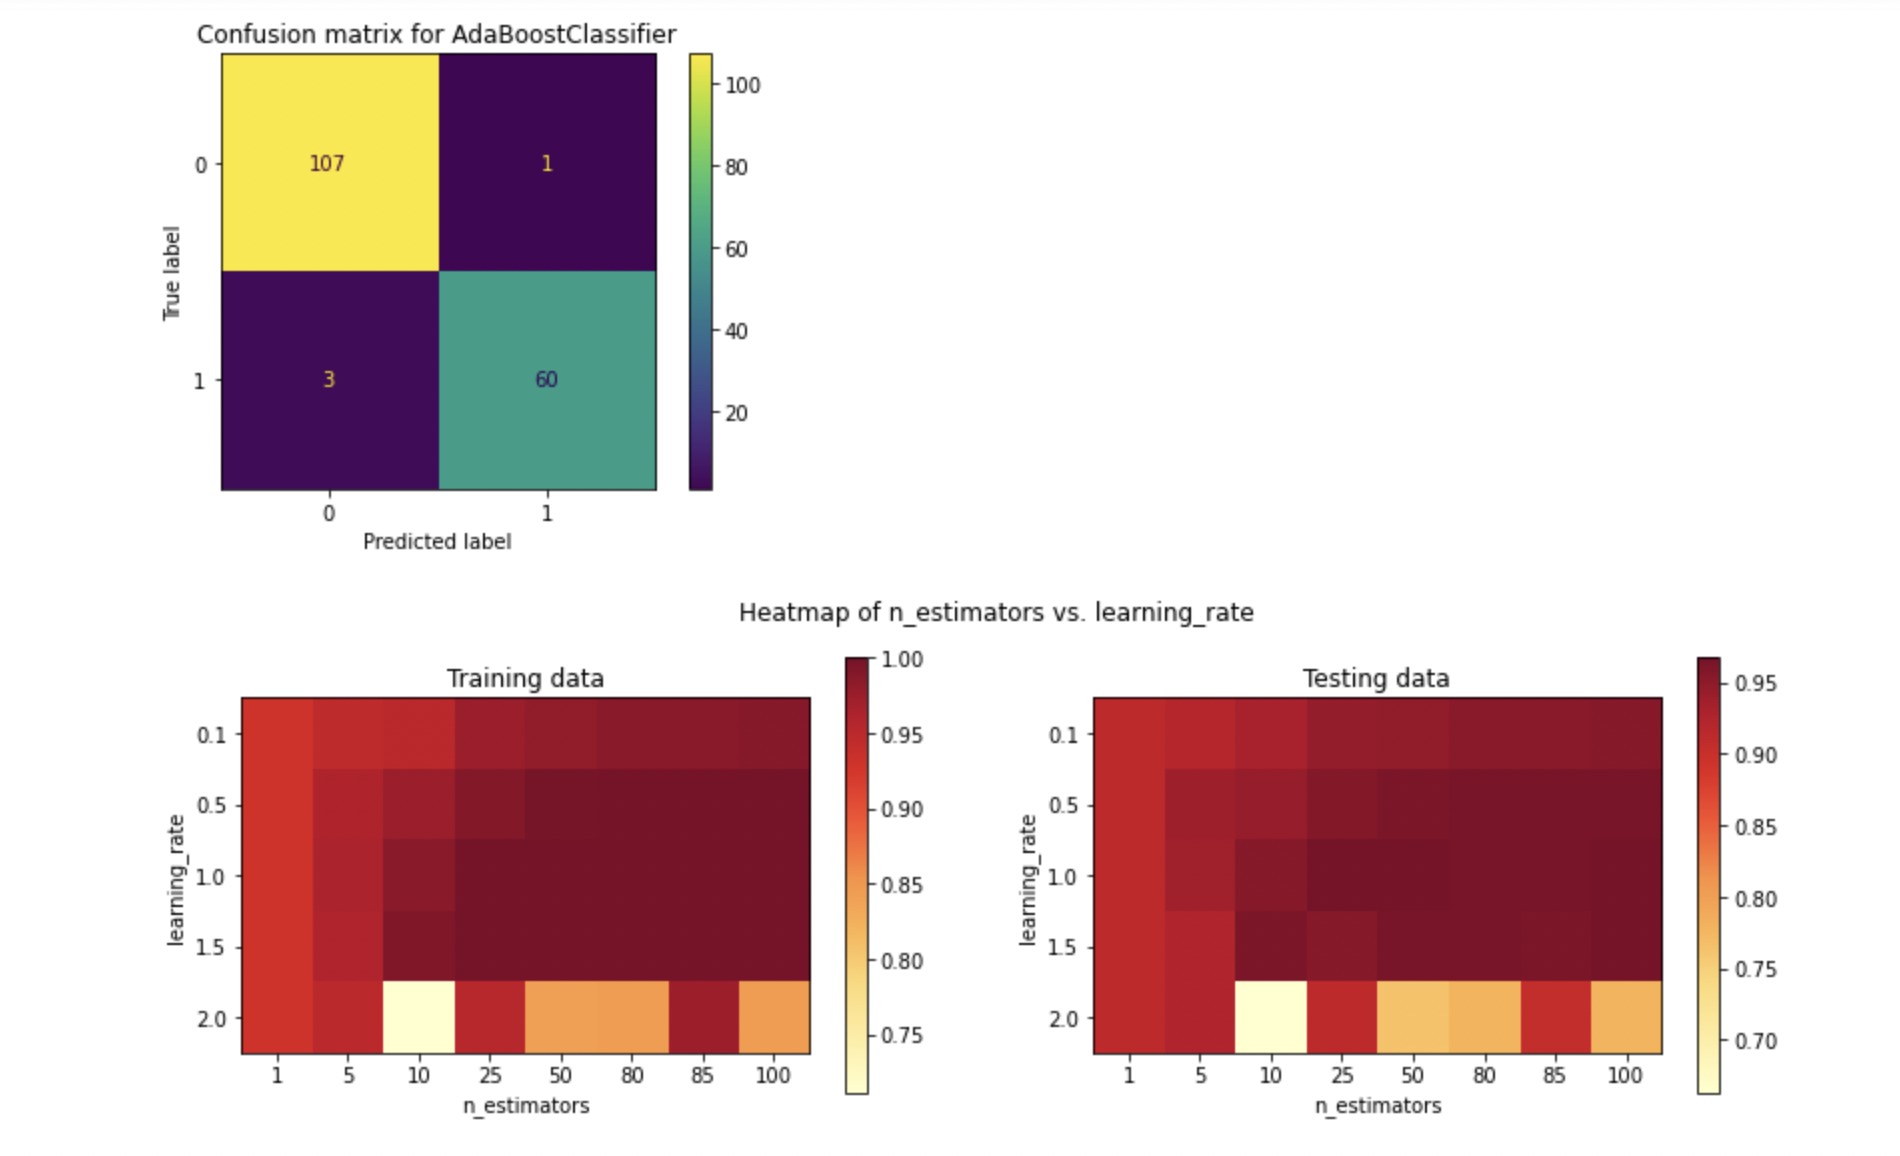 Confusion matrix for AdaBoostClassifier
100
80
60
40
20
0
107
1
1
3
60
True label
0
1
Predicted label
Heatmap of n_estimators vs. learning_rate
Training data
0.1
0.5
1.0
1.5
2.0
learning_rate
1 5 10 25 50 80 85 100
n_estimators
1.00
0.95
0.90
0.85
0.80
0.75
Testing data
0.1
0.5
1.0
1.5
2.0
learning_rate
1 5 10 25 50 80 85 100
n_estimators
0.95
0.90
0.85
0.80
0.75
0.70